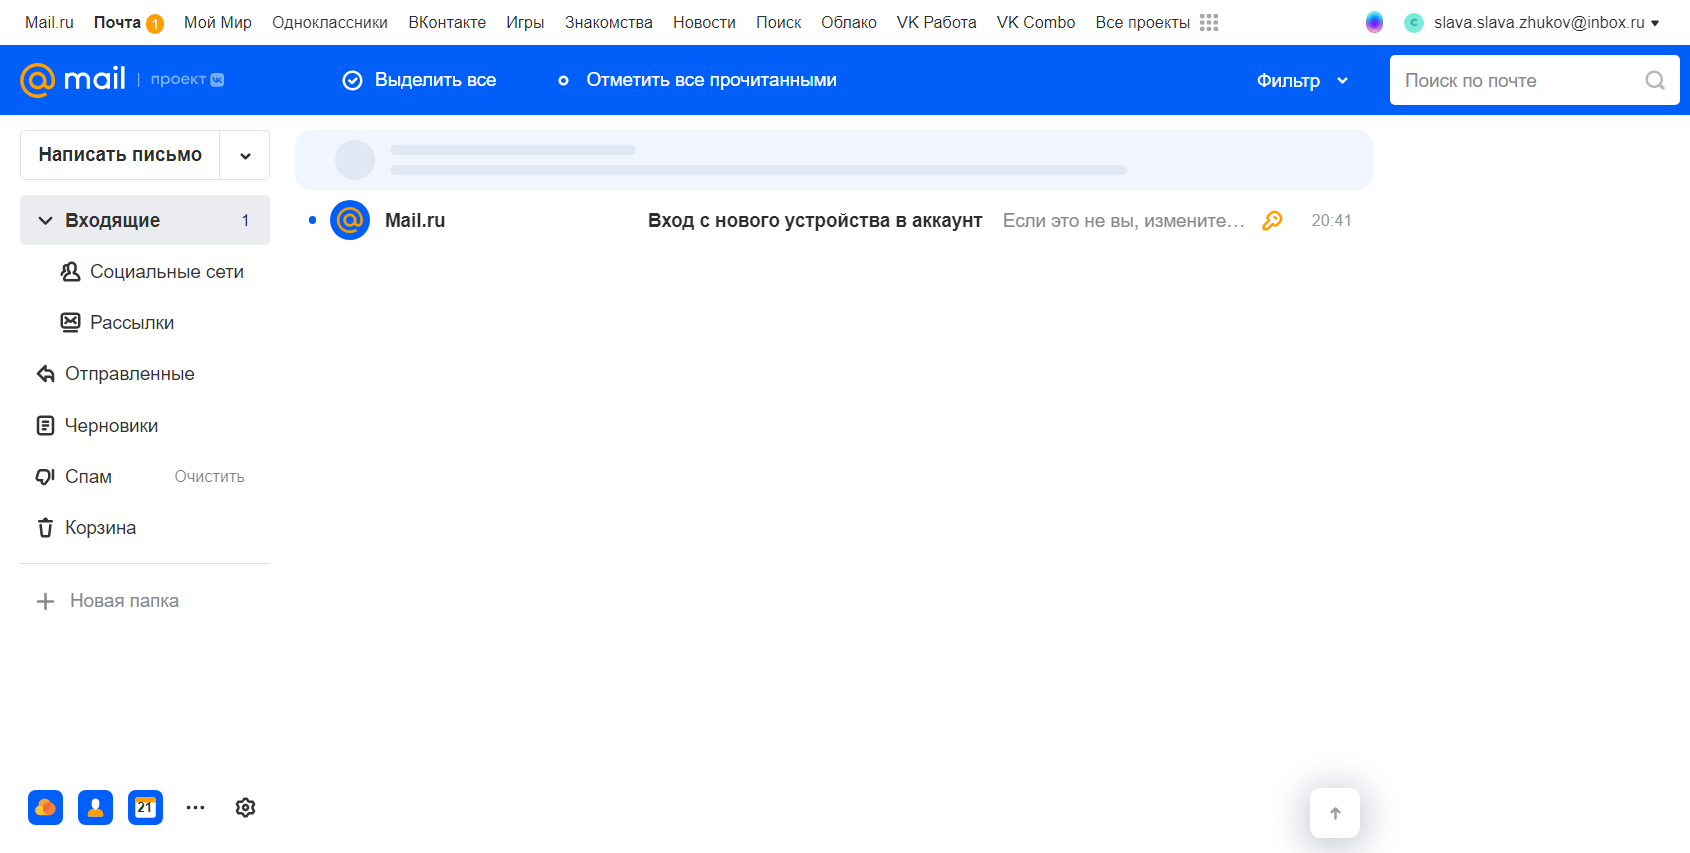 Mail.ru Почта 1 Мой Мир Одноклассники ВКонтакте Игры Знакомства Новости Поиск Облако VK Работа VK Combo Все проекты c slava.slava.zhukov@inbox.ru
@mail | проект Выделить все Отметить все прочитанными Фильтр Поиск по почте
Написать письмо
Входящие 1
Mail.ru Вход с нового устройства в аккаунт Если это не вы, измените… 20:41
Социальные сети
Рассылки
Отправленные
Черновики
Спам Очистить
Корзина
Новая папка
21